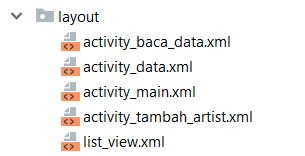 layout
activity_baca_data.xml
activity_data.xml
activity_main.xml
activity_tambah_artist.xml
list_view.xml